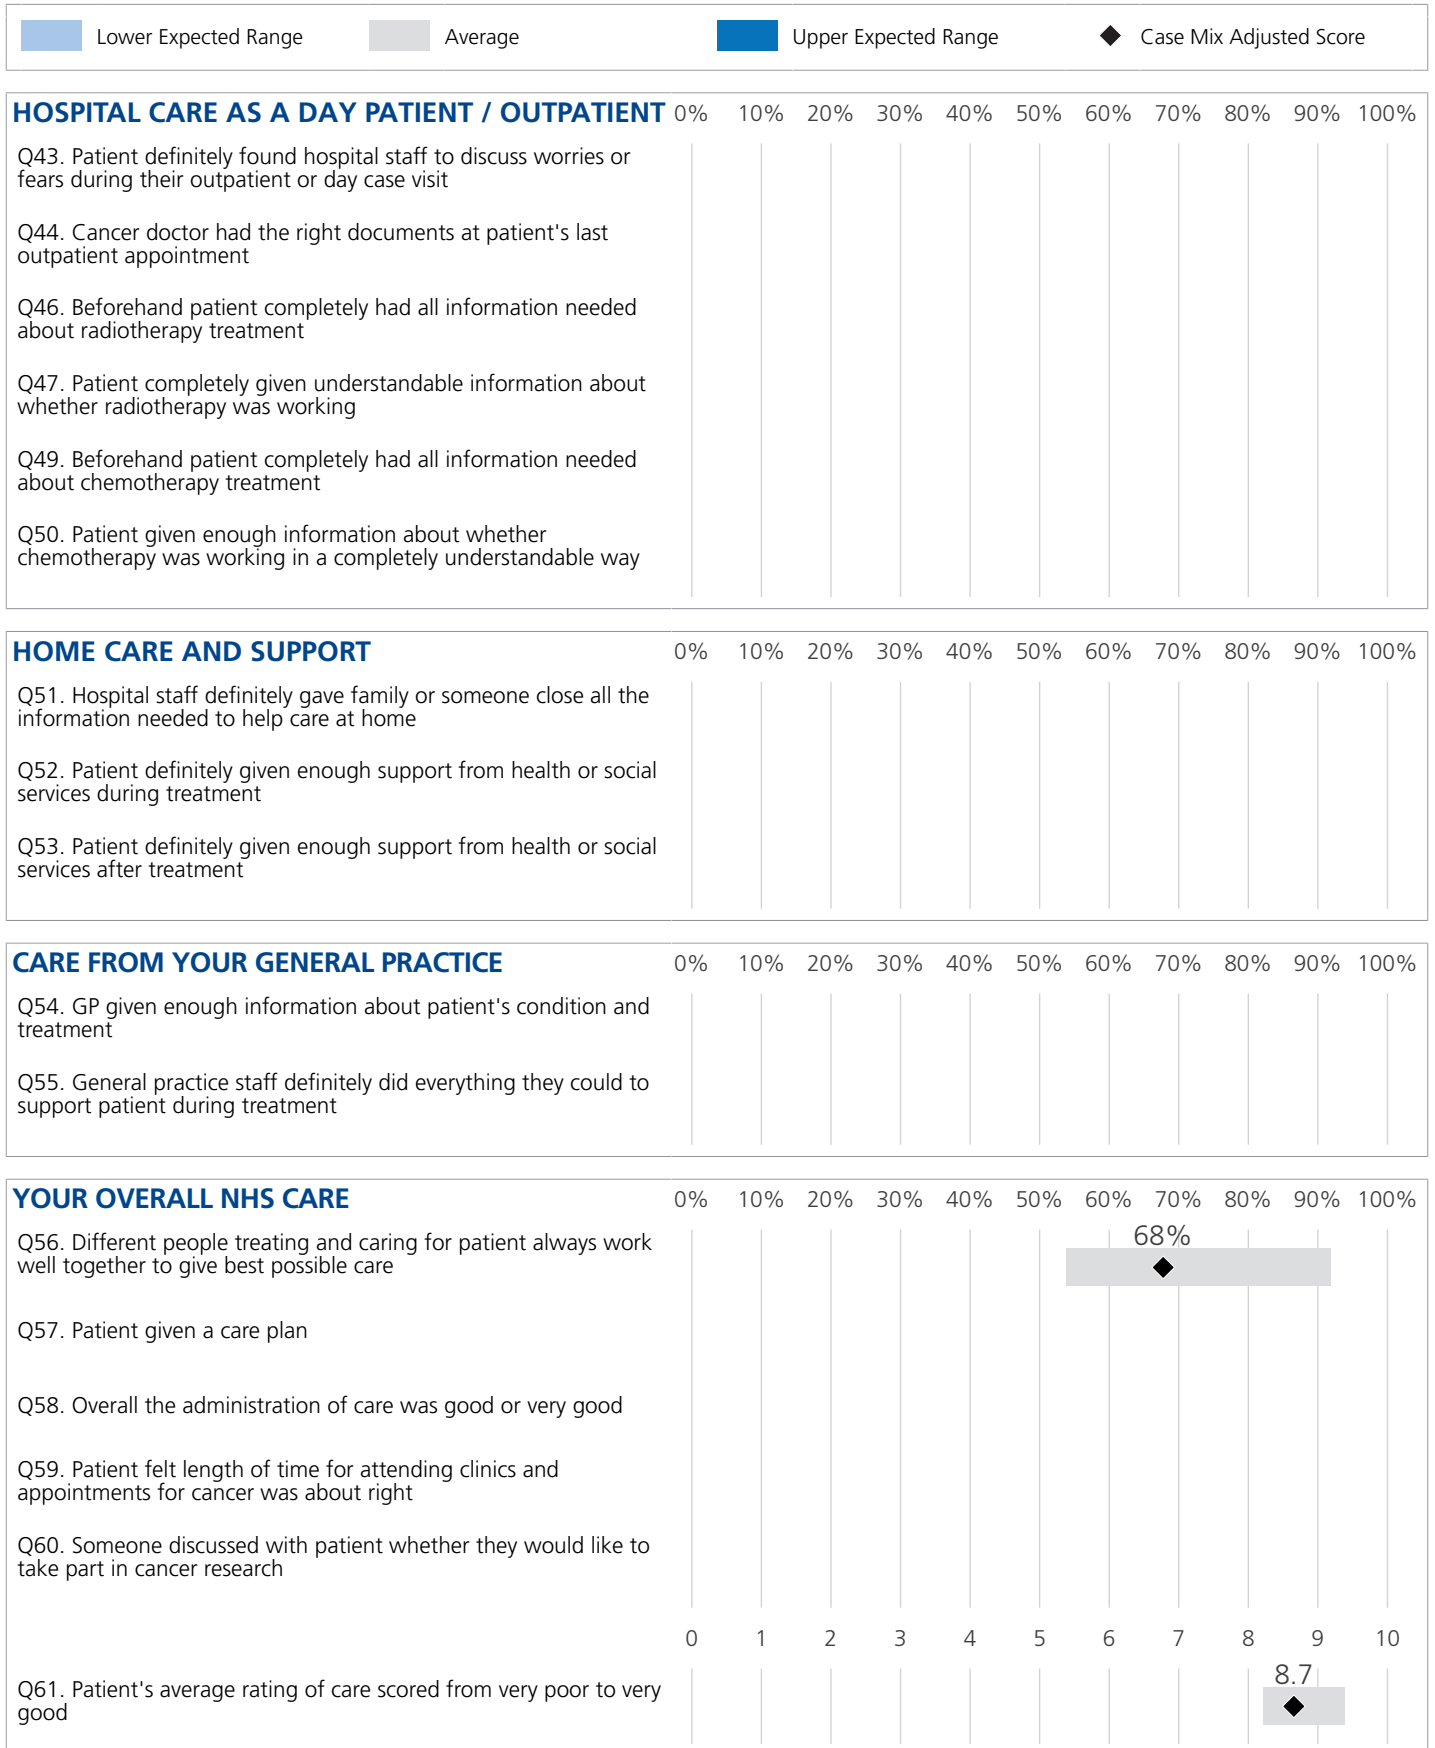 Lower Expected Range Average Upper Expected Range Case Mix Adjusted Score
HOSPITAL CARE AS A DAY PATIENT / OUTPATIENT 0% 10% 20% 30% 40% 50% 60% 70% 80% 90% 100%
Q43. Patient definitely found hospital staff to discuss worries or
fears during their outpatient or day case visit
Q44. Cancer doctor had the right documents at patient's last
outpatient appointment
Q46. Beforehand patient completely had all information needed
about radiotherapy treatment
Q47. Patient completely given understandable information about
whether radiotherapy was working
Q49. Beforehand patient completely had all information needed
about chemotherapy treatment
Q50. Patient given enough information about whether
chemotherapy was working in a completely understandable way
HOME CARE AND SUPPORT 0% 10% 20% 30% 40% 50% 60% 70% 80% 90% 100%
Q51. Hospital staff definitely gave family or someone close all the
information needed to help care at home
Q52. Patient definitely given enough support from health or social
services during treatment
Q53. Patient definitely given enough support from health or social
services after treatment
CARE FROM YOUR GENERAL PRACTICE 0% 10% 20% 30% 40% 50% 60% 70% 80% 90% 100%
Q54. GP given enough information about patient's condition and
treatment
Q55. General practice staff definitely did everything they could to
support patient during treatment
YOUR OVERALL NHS CARE 0% 10% 20% 30% 40% 50% 60% 70% 80% 90% 100%
Q56. Different people treating and caring for patient always work 68%
well together to give best possible care
Q57. Patient given a care plan
Q58. Overall the administration of care was good or very good
Q59. Patient felt length of time for attending clinics and
appointments for cancer was about right
Q60. Someone discussed with patient whether they would like to
take part in cancer research
0 1 2 3 4 5 6 7 8 9 10
8.7
Q61. Patient's average rating of care scored from very poor to very
good